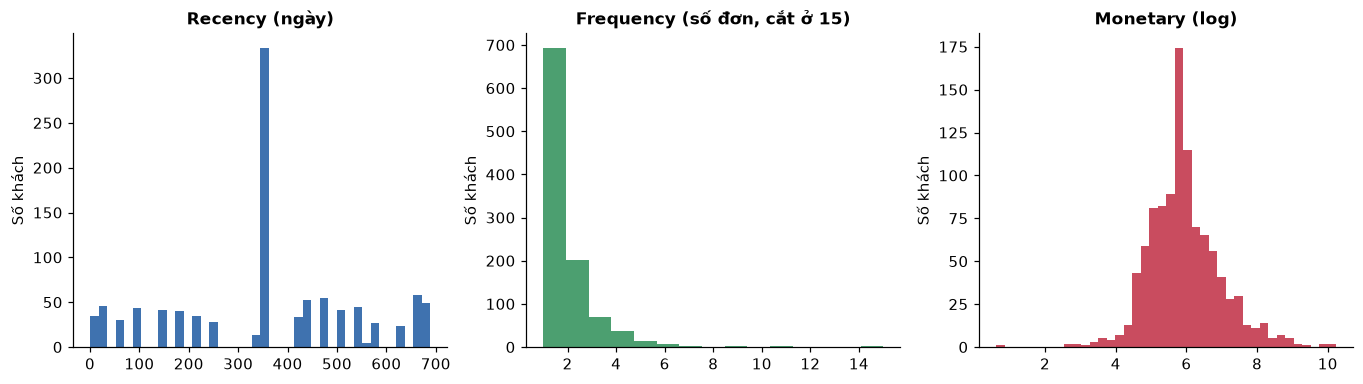 Recency (ngày)
Số khách
300
250
200
150
100
50
0
0 100 200 300 400 500 600 700
Frequency (số đơn, cắt ở 15)
Số khách
700
600
500
400
300
200
100
0
2 4 6 8 10 12 14
Monetary (log)
Số khách
175
150
125
100
75
50
25
0
2 4 6 8 10